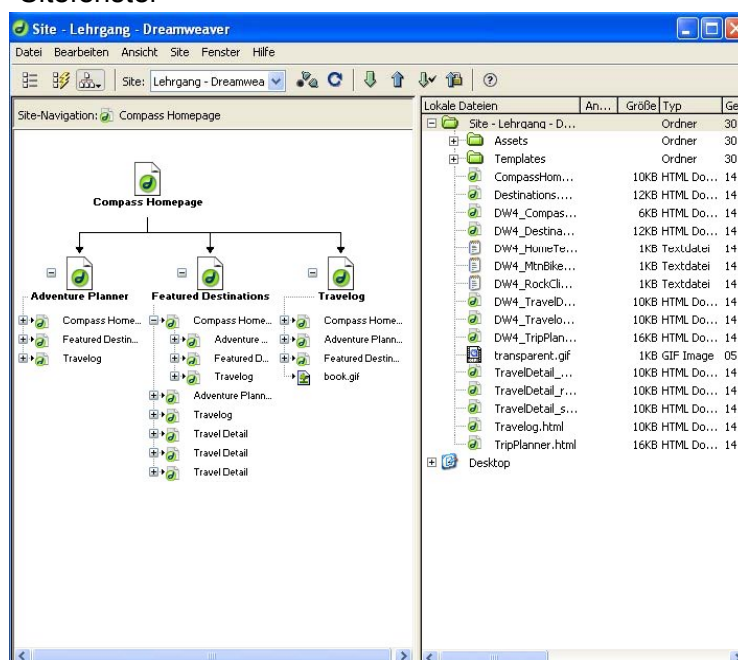 Sitefenster
Site - Lehrgang - Dreamweaver
Datei Bearbeiten Ansicht Site Fenster Hilfe
Site: Lehrgang - Dreamwea
Site-Navigation: Compass Homepage
Compass Homepage
Adventure Planner
Compass Home...
Featured Destin...
Travelog
Featured Destinations
Compass Home...
Adventure ...
Featured D...
Travelog
Adventure Plann...
Travelog
Travel Detail
Travel Detail
Travel Detail
Travelog
Compass Home...
Adventure Plann...
Featured Destin...
book.gif
Lokale Dateien An... Größe Typ Ge
Site - Lehrgang - D... Ordner 30
Assets Ordner 30
Templates Ordner 30
CompassHom... 10KB HTML Do... 14
Destinations.... 12KB HTML Do... 14
DW4_Compas... 6KB HTML Do... 14
DW4_Destina... 12KB HTML Do... 14
DW4_HomeTe... 1KB Textdatei 14
DW4_MtnBike... 1KB Textdatei 14
DW4_RockCli... 1KB Textdatei 14
DW4_TravelD... 10KB HTML Do... 14
DW4_Travelo... 10KB HTML Do... 14
DW4_TripPlan... 16KB HTML Do... 14
transparent.gif 1KB GIF Image 05
TravelDetail_... 10KB HTML Do... 14
TravelDetail_r... 10KB HTML Do... 14
TravelDetail_s... 10KB HTML Do... 14
Travelog.html 10KB HTML Do... 14
TripPlanner.html 16KB HTML Do... 14
Desktop